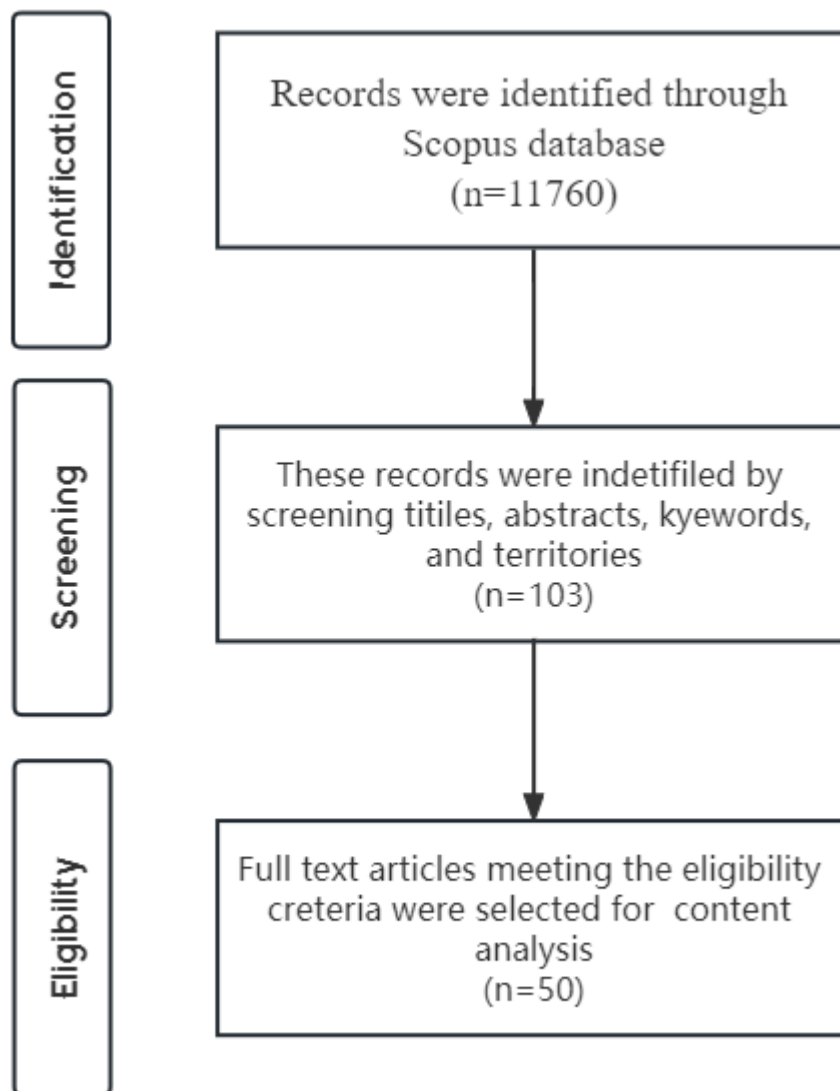 Identification
Records were identified through
Scopus database
(n=11760)
Screening
These records were indetifiled by
screening titiles, abstracts, kyewords,
and territories
(n=103)
Eligibility
Full text articles meeting the eligibility
creteria were selected for content
analysis
(n=50)